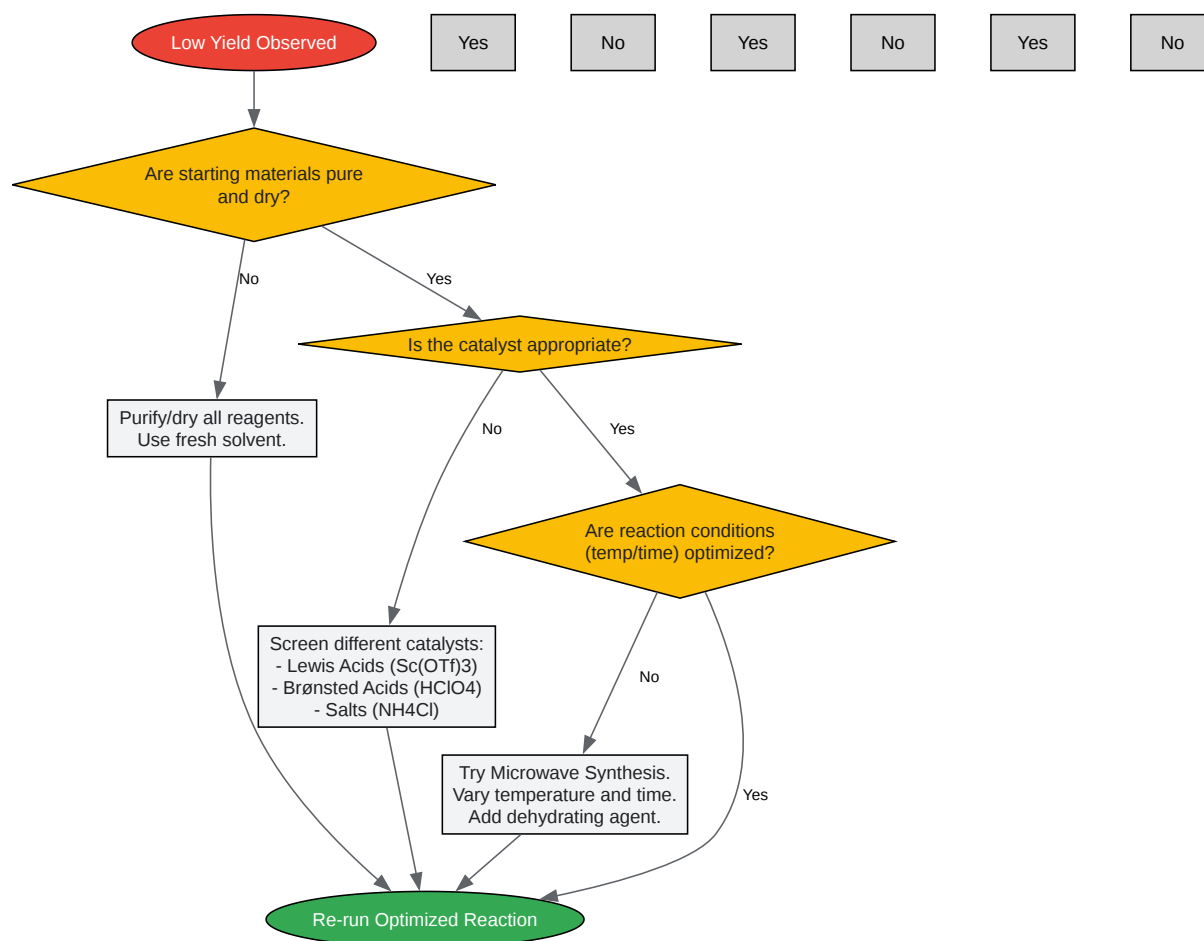 Low Yield Observed
Yes
No
Yes
No
Yes
No
Are starting materials pure
and dry?
No
Yes
Is the catalyst appropriate?
Purify/dry all reagents.
Use fresh solvent.
No
Yes
Are reaction conditions
(temp/time) optimized?
Screen different catalysts:
- Lewis Acids (Sc(OTf)3)
- Brønsted Acids (HClO4)
- Salts (NH4Cl)
No
Try Microwave Synthesis.
Vary temperature and time.
Add dehydrating agent.
Yes
Re-run Optimized Reaction